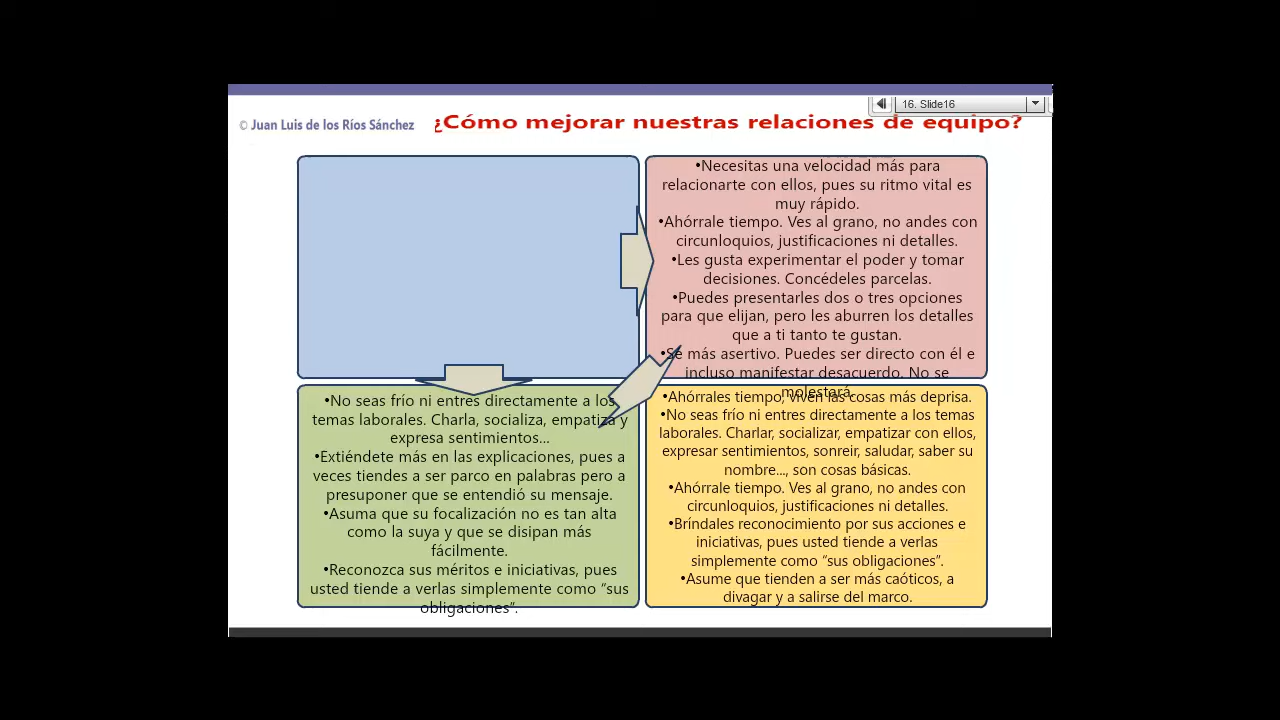 16. Slide16
© Juan Luis de los Ríos Sánchez
¿Cómo mejorar nuestras relaciones de equipo?
•Necesitas una velocidad más para
relacionarte con ellos, pues su ritmo vital es
muy rápido.
•Ahórrale tiempo. Ves al grano, no andes con
circunloquios, justificaciones ni detalles.
•Les gusta experimentar el poder y tomar
decisiones. Concédeles parcelas.
•Puedes presentarles dos o tres opciones
para que elijan, pero les aburren los detalles
que a ti tanto te gustan.
•Sé más asertivo. Puedes ser directo con él e
incluso manifestar desacuerdo. No se
molestará.
•No seas frío ni entres directamente a los
temas laborales. Charla, socializa, empatiza y
expresa sentimientos...
•Extiéndete más en las explicaciones, pues a
veces tiendes a ser parco en palabras pero a
presuponer que se entendió su mensaje.
•Asuma que su focalización no es tan alta
como la suya y que se disipan más
fácilmente.
•Reconozca sus méritos e iniciativas, pues
usted tiende a verlas simplemente como “sus
obligaciones”.
•Ahórrales tiempo, viven las cosas más deprisa.
•No seas frío ni entres directamente a los temas
laborales. Charlar, socializar, empatizar con ellos,
expresar sentimientos, sonreir, saludar, saber su
nombre..., son cosas básicas.
•Ahórrale tiempo. Ves al grano, no andes con
circunloquios, justificaciones ni detalles.
•Bríndales reconocimiento por sus acciones e
iniciativas, pues usted tiende a verlas
simplemente como “sus obligaciones”.
•Asume que tienden a ser más caóticos, a
divagar y a salirse del marco.